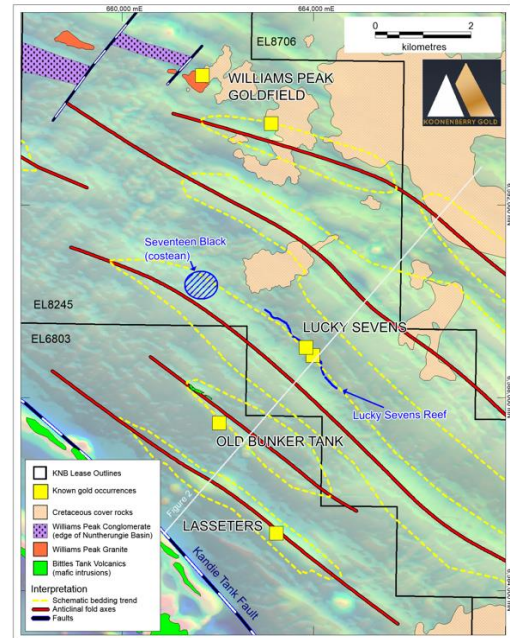 660,000 mE
664,000 mE
EL8706
0
2
kilometres
KOONENBERRY GOLD
WILLIAMS PEAK
GOLDFIELD
Seventeen Black
(costean)
EL8245
EL6803
LUCKY SEVENS
Lucky Sevens Reef
OLD BUNKER TANK
Figure 2
LASSETERS
Kandie Tank Fault
KNB Lease Outlines
Known gold occurrences
Cretaceous cover rocks
Williams Peak Conglomerate
(edge of Nuntherungie Basin)
Williams Peak Granite
Bittles Tank Volcanics
(mafic intrusions)
Interpretation
Schematic bedding trend
Anticlinal fold axes
Faults